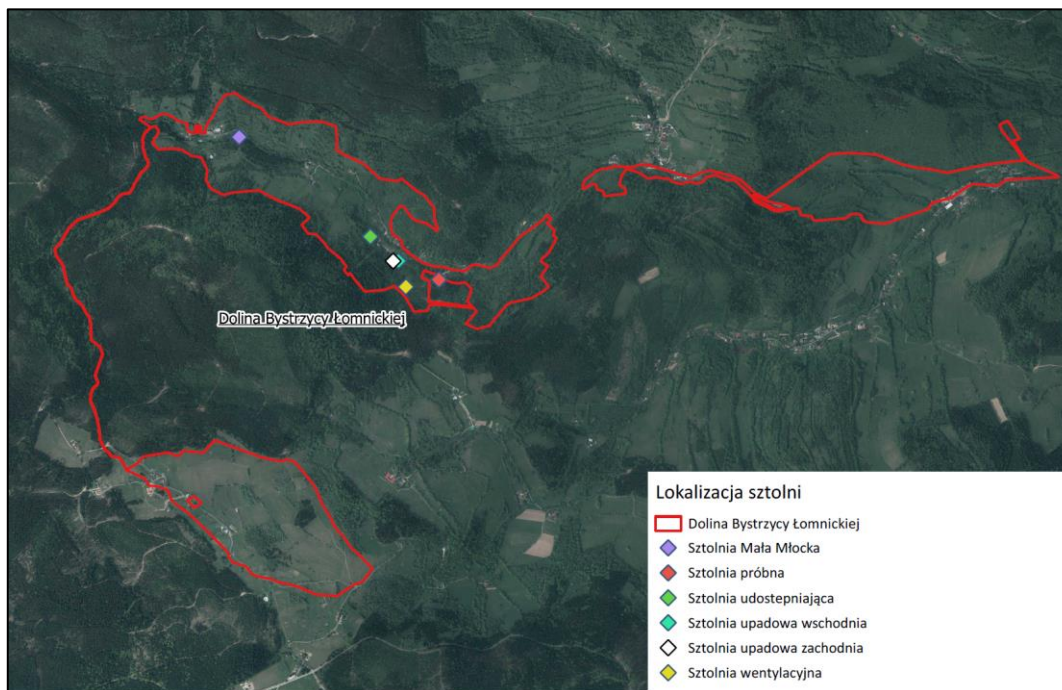 Dolina Bystrzycy Łomnickiej
Lokalizacja sztolni
Dolina Bystrzycy Łomnickiej
Sztolnia Mała Młocka
Sztolnia próbna
Sztolnia udostepniająca
Sztolnia upadowa wschodnia
Sztolnia upadowa zachodnia
Sztolnia wentylacyjna